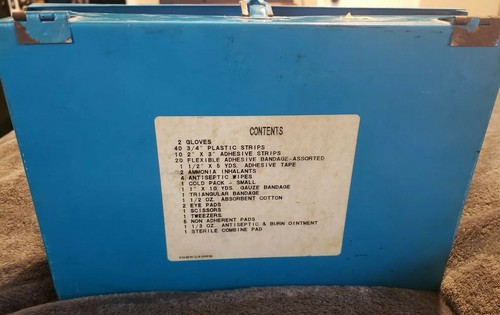 CONTENTS
2 GLOVES
40 3/4" PLASTIC STRIPS
10 2" X 3" ADHESIVE STRIPS
20 FLEXIBLE ADHESIVE BANDAGE-ASSORTED
1 1/2" X 5 YDS. ADHESIVE TAPE
2 AMMONIA INHALANTS
4 ANTISEPTIC WIPES
1 COLD PACK - SMALL
1 1" X 10 YDS. GAUZE BANDAGE
1 TRIANGULAR BANDAGE
1 1/2 OZ. ABSORBENT COTTON
2 EYE PADS
1 SCISSORS
1 TWEEZERS
5 NON ADHERENT PADS
1 1/3 OZ. ANTISEPTIC & BURN OINTMENT
1 STERILE COMBINE PAD